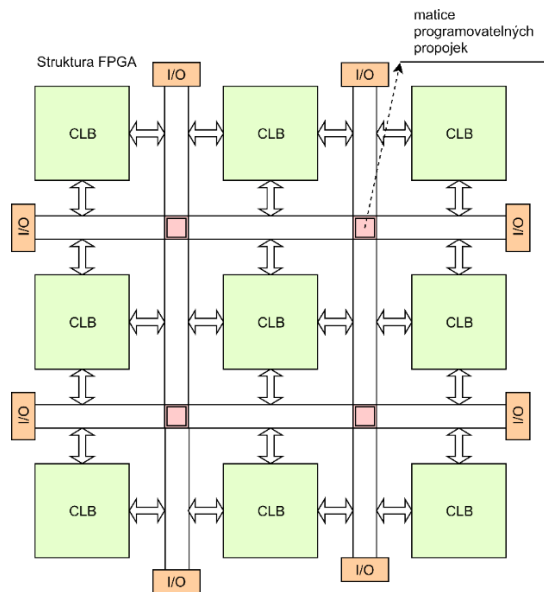 matice
programovatelných
propojek
Struktura FPGA
I/O
I/O
CLB
CLB
CLB
I/O
I/O
CLB
CLB
CLB
I/O
I/O
CLB
CLB
CLB
I/O
I/O